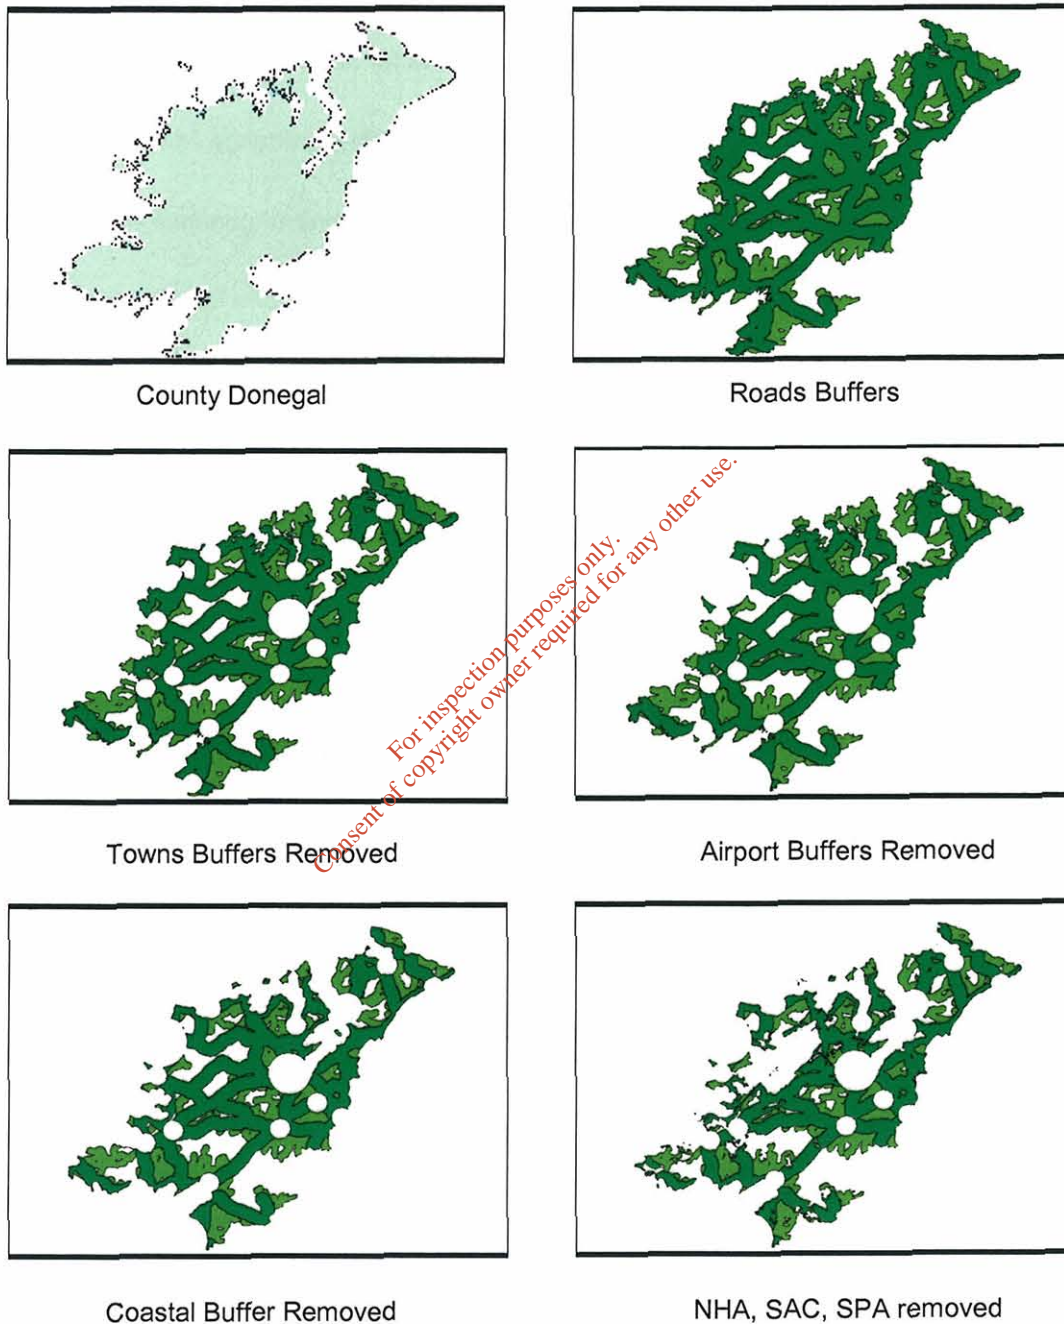 County Donegal
Roads Buffers
For inspection purposes only.
Consent of copyright owner required for any other use.
Towns Buffers Removed
Airport Buffers Removed
Coastal Buffer Removed
NHA, SAC, SPA removed